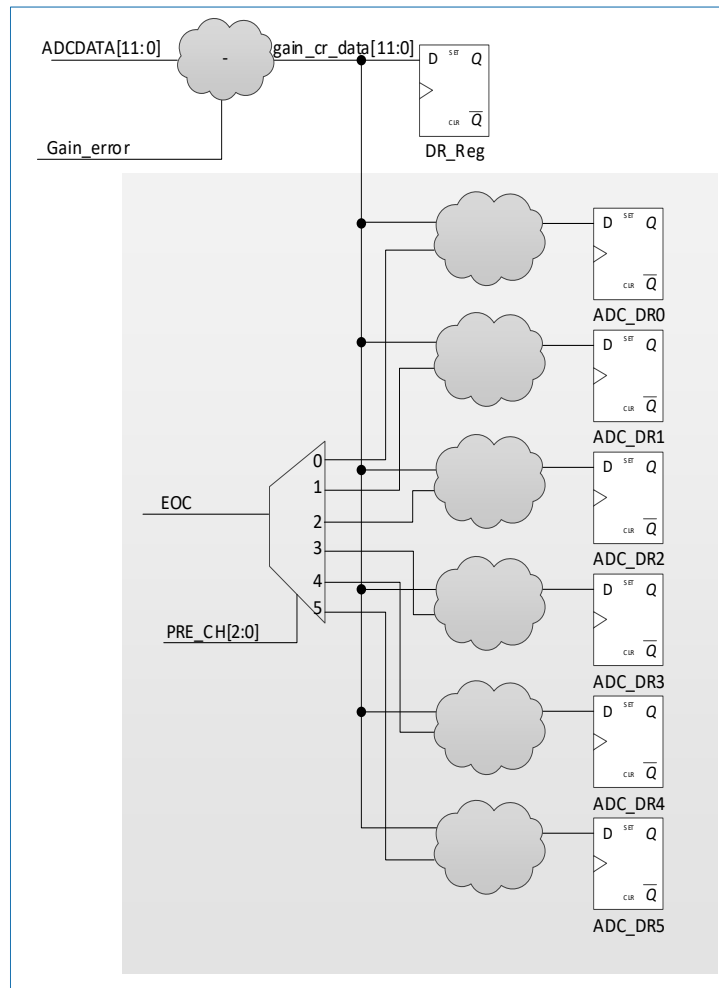 ADCDATA[11:0]
-
gain_cr_data[11:0]
D SET Q
CLR Q
DR_Reg
Gain_error
D SET Q
CLR Q
ADC_DR0
D SET Q
CLR Q
ADC_DR1
D SET Q
CLR Q
ADC_DR2
0
1
EOC
2
3
4
5
PRE_CH[2:0]
D SET Q
CLR Q
ADC_DR3
D SET Q
CLR Q
ADC_DR4
D SET Q
CLR Q
ADC_DR5